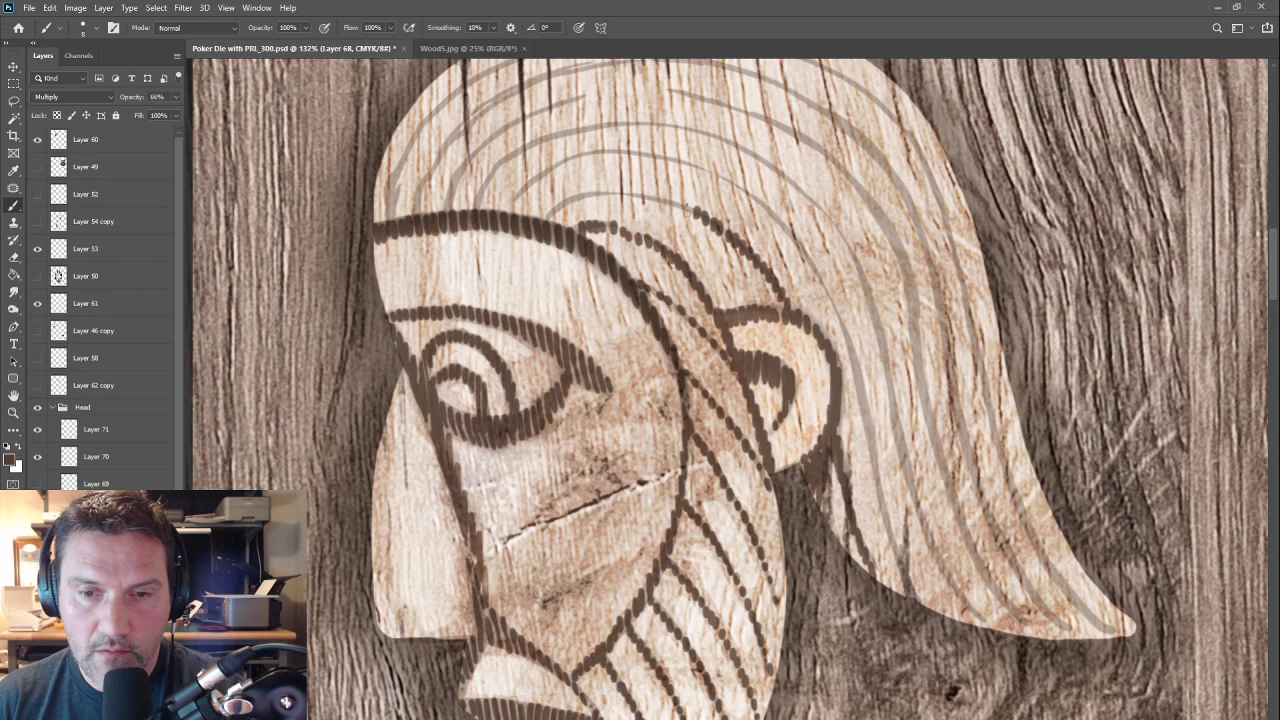 Ps File Edit Image Layer Type Select Filter 3D View Window Help
8 Mode: Normal Opacity: 100% Flow: 100% Smoothing: 10% 0°
Poker Die with PRI_300.psd @ 132% (Layer 68, CMYK/8#) * × Wood5.jpg @ 25% (RGB/8*) ×
Layers Channels
Kind
Multiply Opacity: 66%
Lock: Fill: 100%
Layer 60
Layer 49
Layer 52
Layer 54 copy
Layer 53
Layer 50
Layer 61
Layer 46 copy
Layer 58
Layer 62 copy
Head
Layer 71
Layer 70
Layer 69